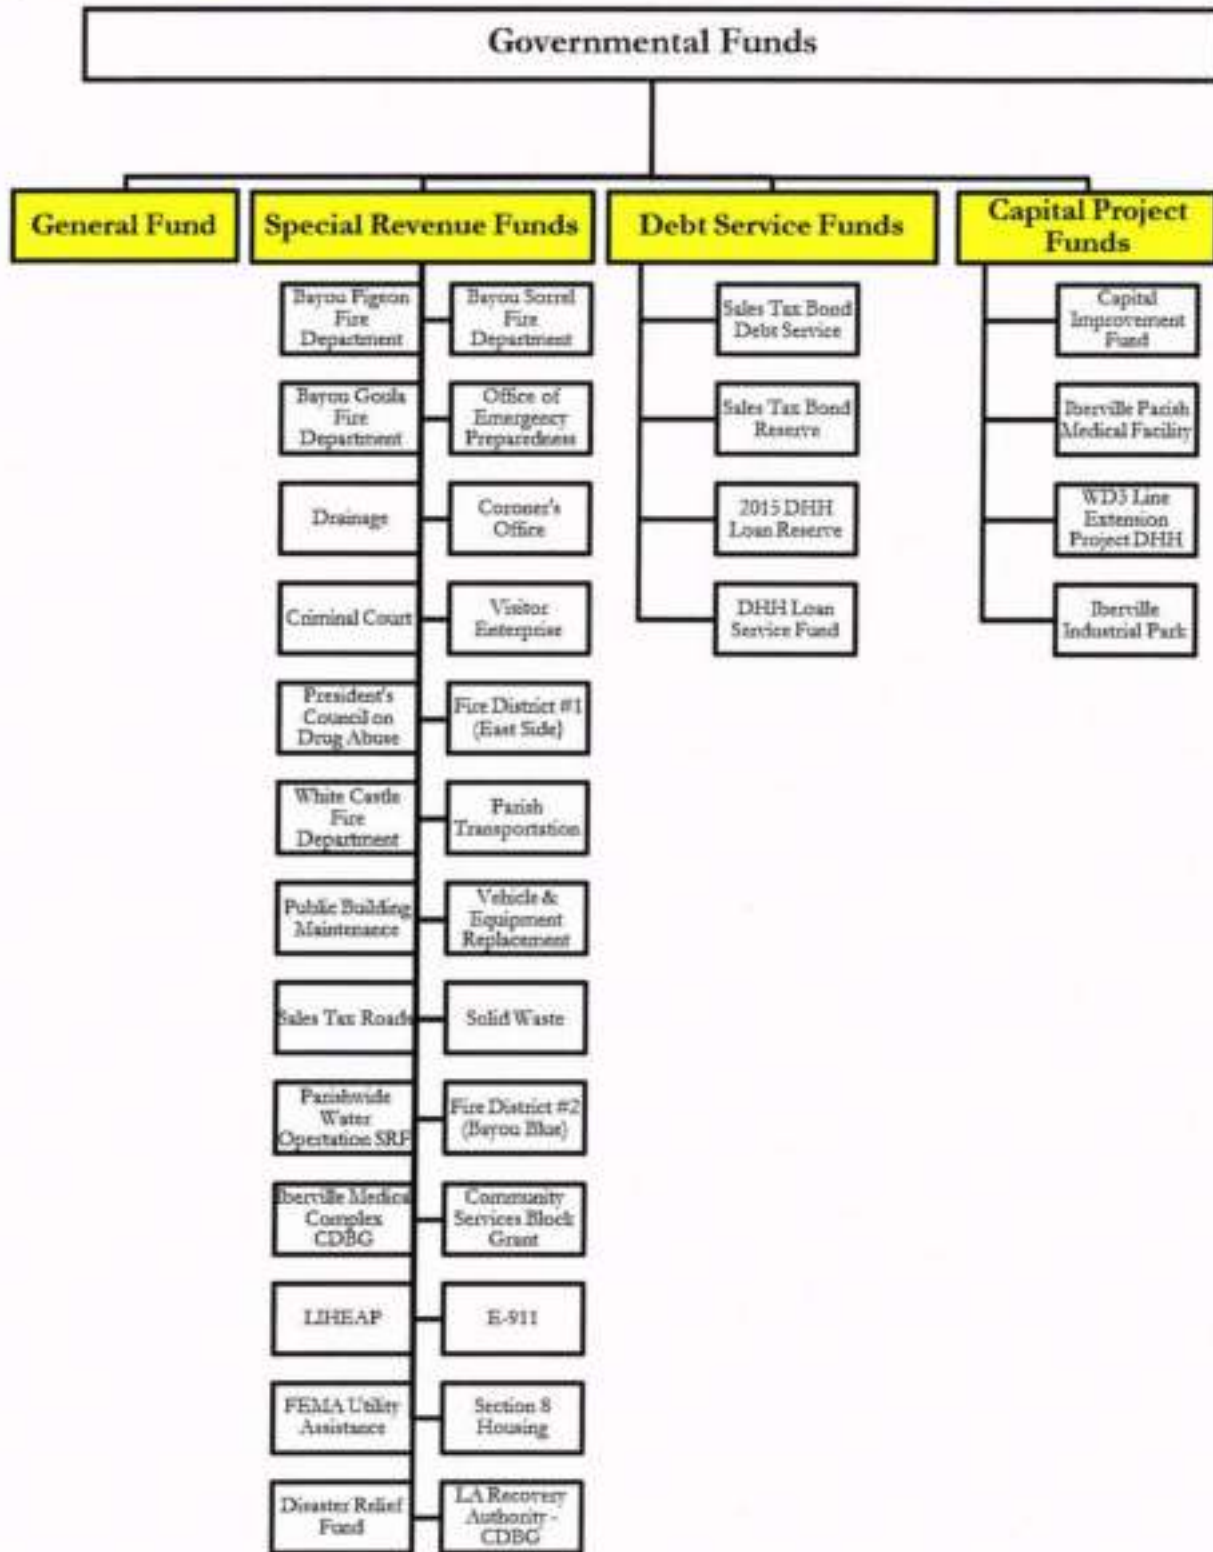 Governmental Funds
General Fund
Special Revenue Funds
Debt Service Funds
Capital Project
Funds
Bayou Pigeon
Fire
Department
Bayou Sorrel
Fire
Department
Sales Tax Bond
Debt Service
Capital
Improvement
Fund
Bayou Goula
Fire
Department
Office of
Emergency
Preparedness
Sales Tax Bond
Reserve
Iberville Parish
Medical Facility
Drainage
Coroner's
Office
2015 DHH
Loan Reserve
WD3 Line
Extension
Project DHH
Criminal Court
Visitor
Enterprise
DHH Loan
Service Fund
Iberville
Industrial Park
President's
Council on
Drug Abuse
Fire District #1
(East Side)
White Castle
Fire
Department
Parish
Transportation
Public Building
Maintenance
Vehicle &
Equipment
Replacement
Sales Tax Roads
Solid Waste
Parishwide
Water
Opertation SRF
Fire District #2
(Bayou Blue)
Iberville Medical
Complex
CDBG
Community
Services Block
Grant
LIHEAP
E-911
FEMA Utility
Assistance
Section 8
Housing
Disaster Relief
Fund
LA Recovery
Authority -
CDBG